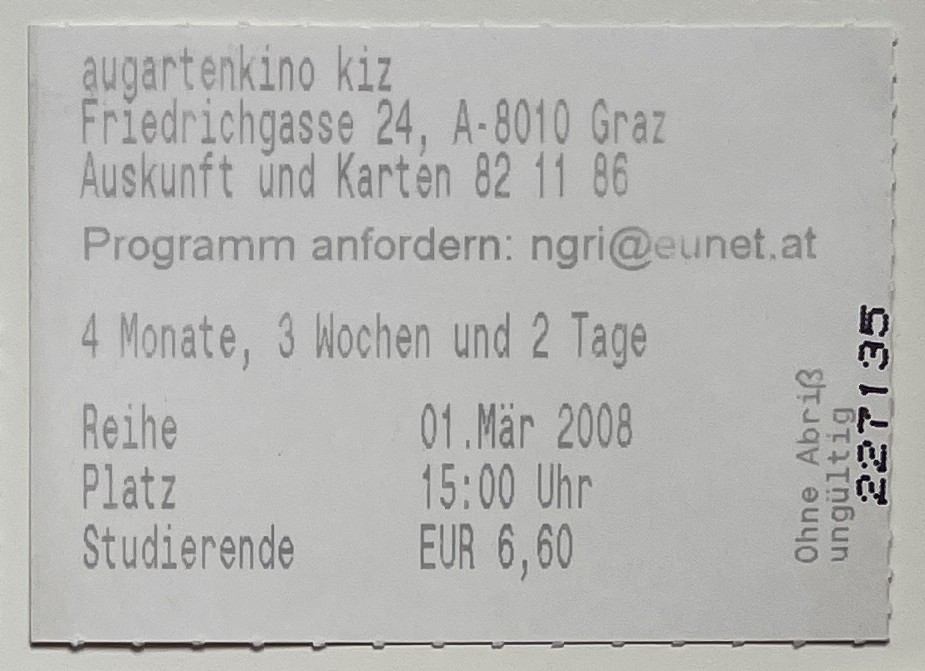 augartenkino kiz
Friedrichgasse 24, A-8010 Graz
Auskunft und Karten 82 11 86
Programm anfordern: ngri@eunet.at
4 Monate, 3 Wochen und 2 Tage
Reihe 01.Mär 2008
Platz 15:00 Uhr
Studierende EUR 6,60
Ohne Abriß
ungültig
227135